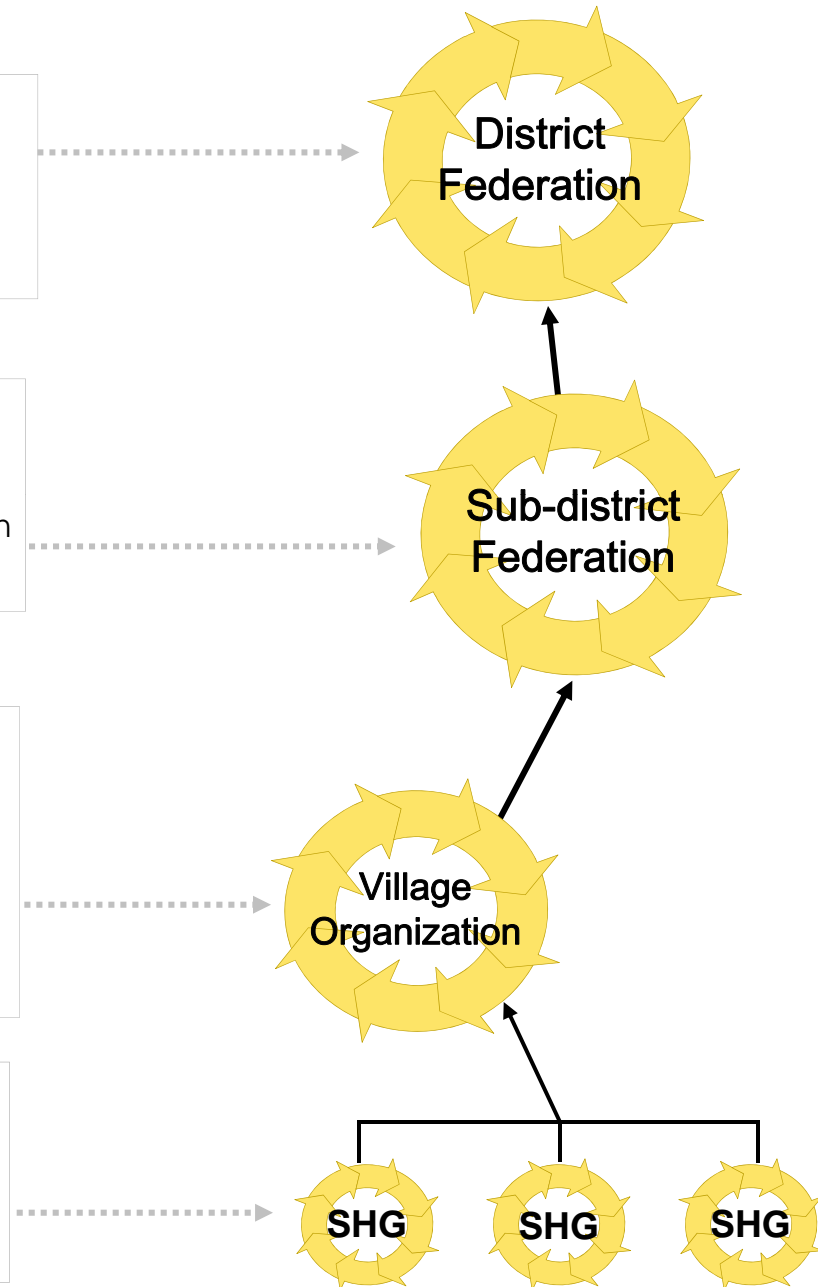 District
Federation
Sub-district
Federation
Village
Organization
SHG
SHG
SHG